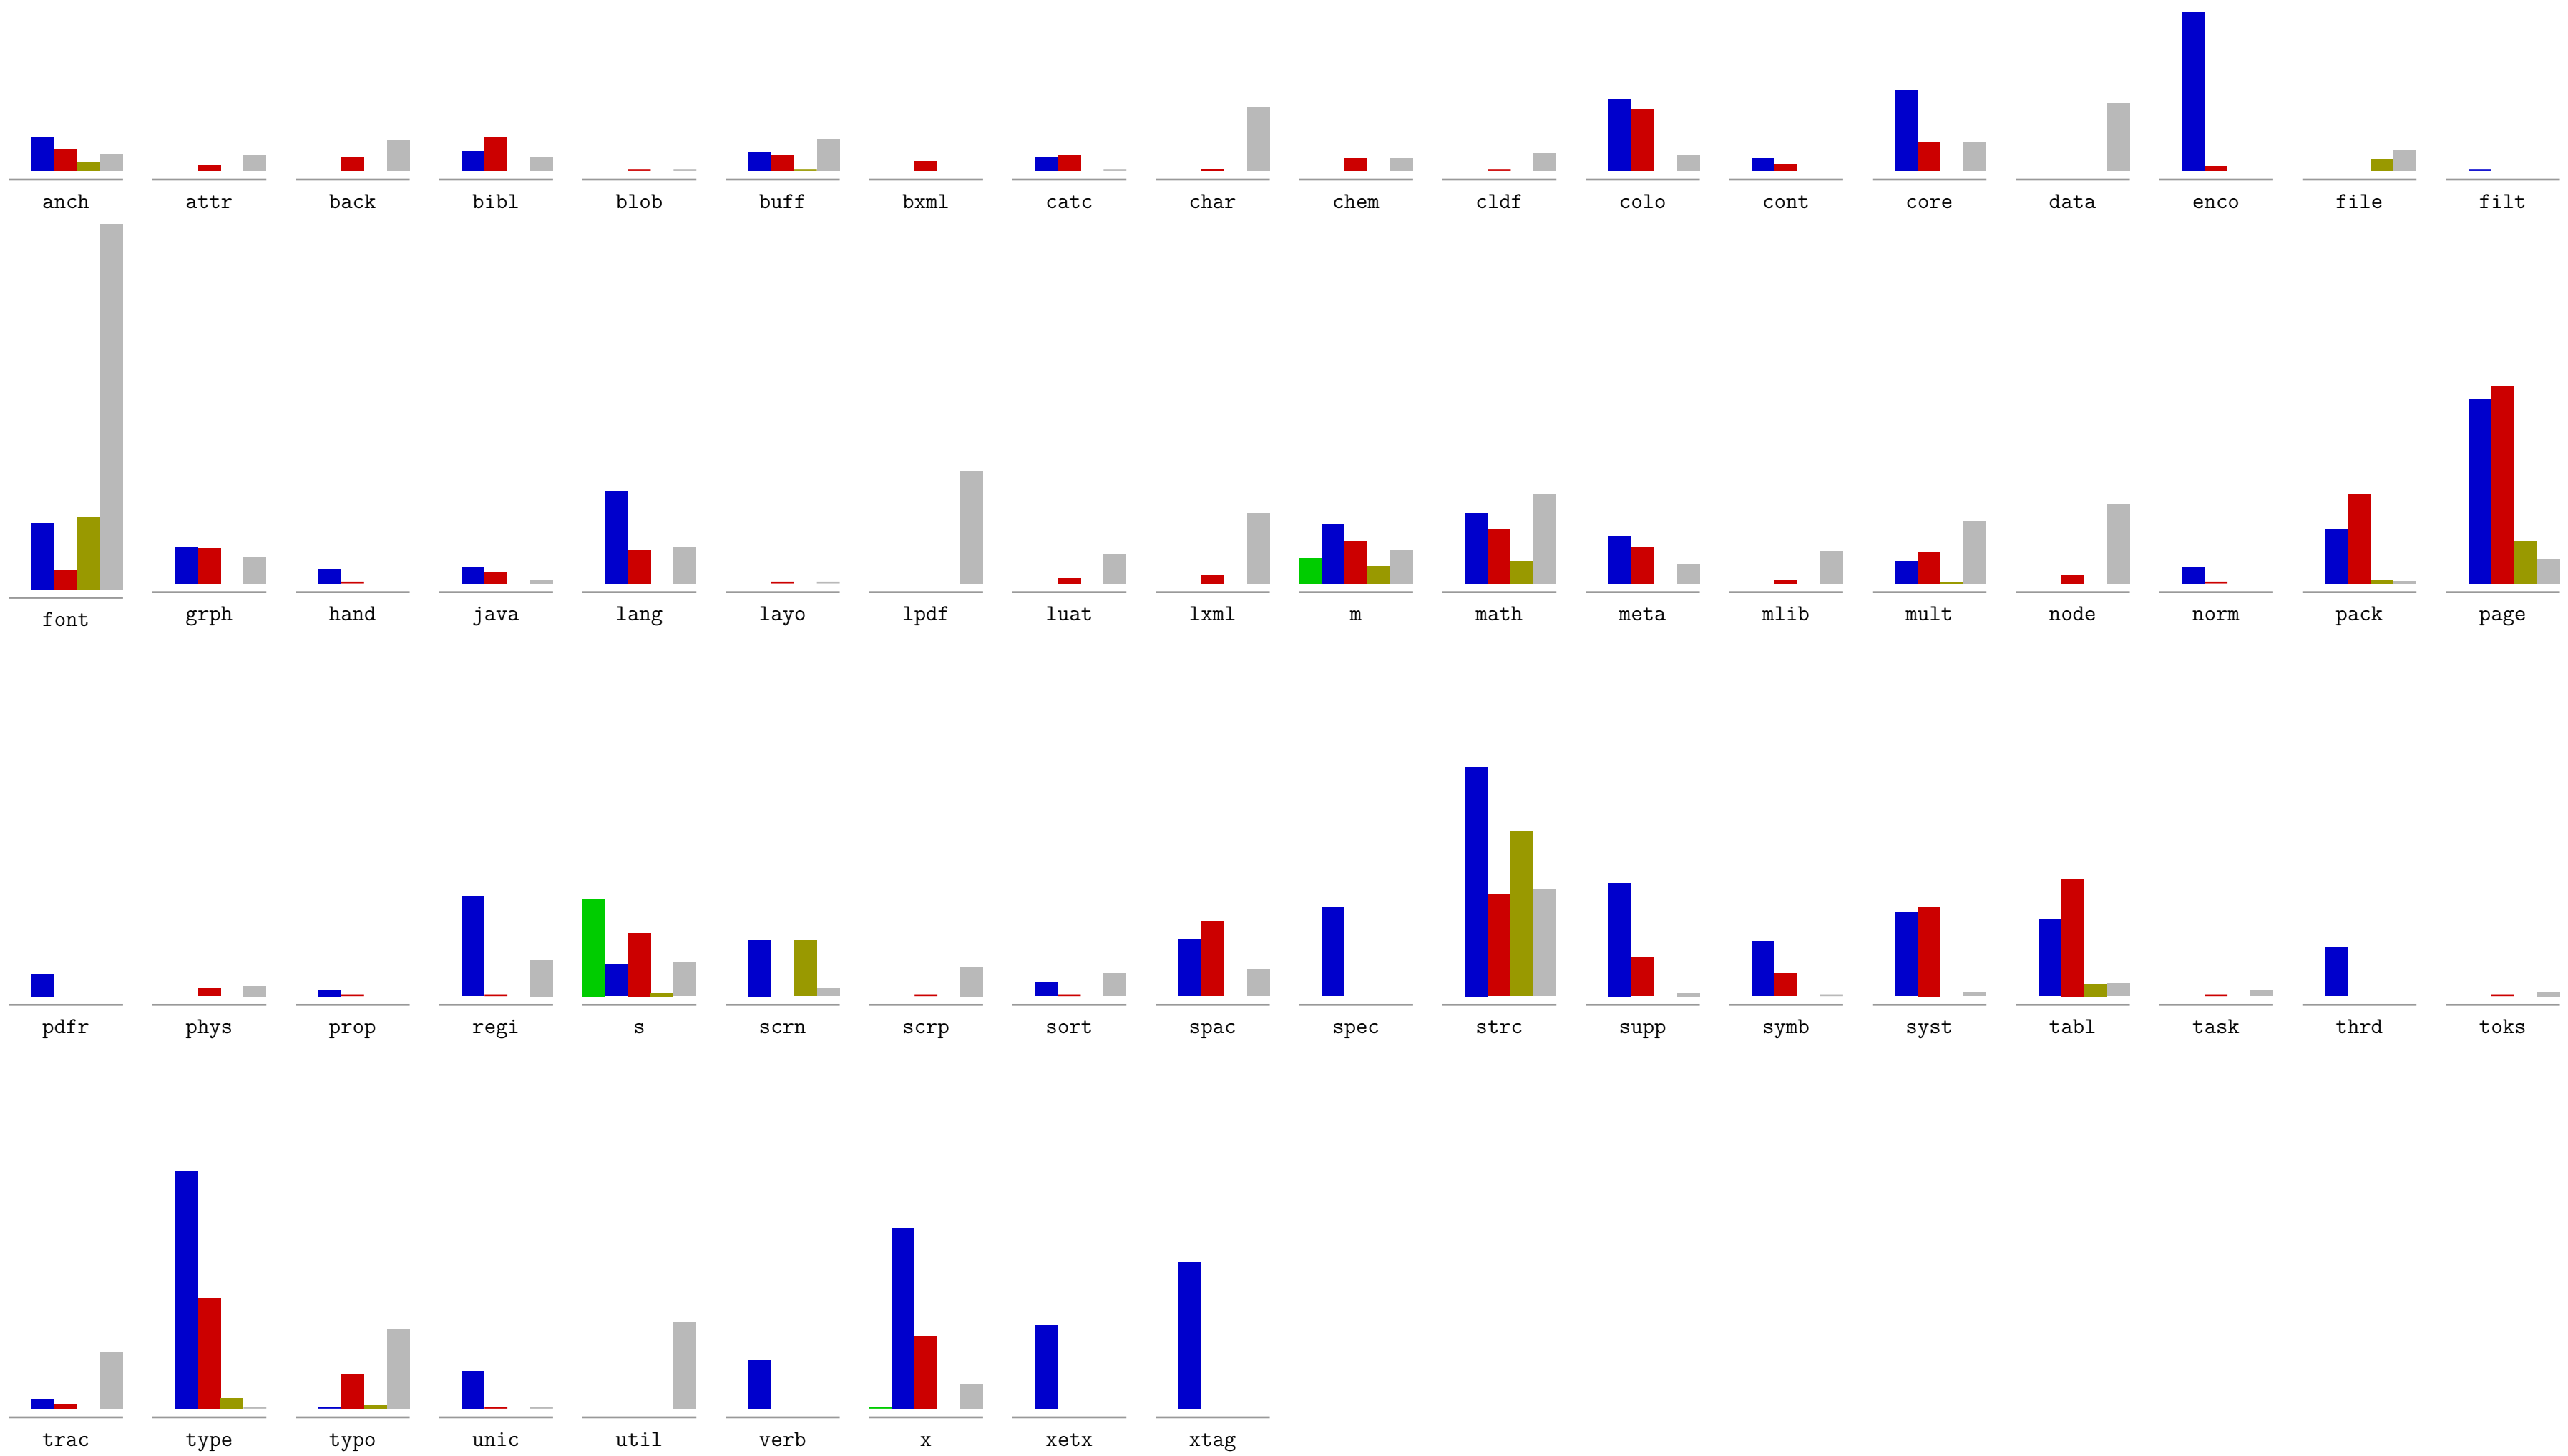 anch attr back bibl blob buff bxml catc char chem cldf colo cont core data enco file filt
font grph hand java lang layo lpdf luat lxml m math meta mlib mult node norm pack page
pdfr phys prop regi s scrn scrp sort spac spec strc supp symb syst tabl task thrd toks
trac type typo unic util verb x xetx xtag